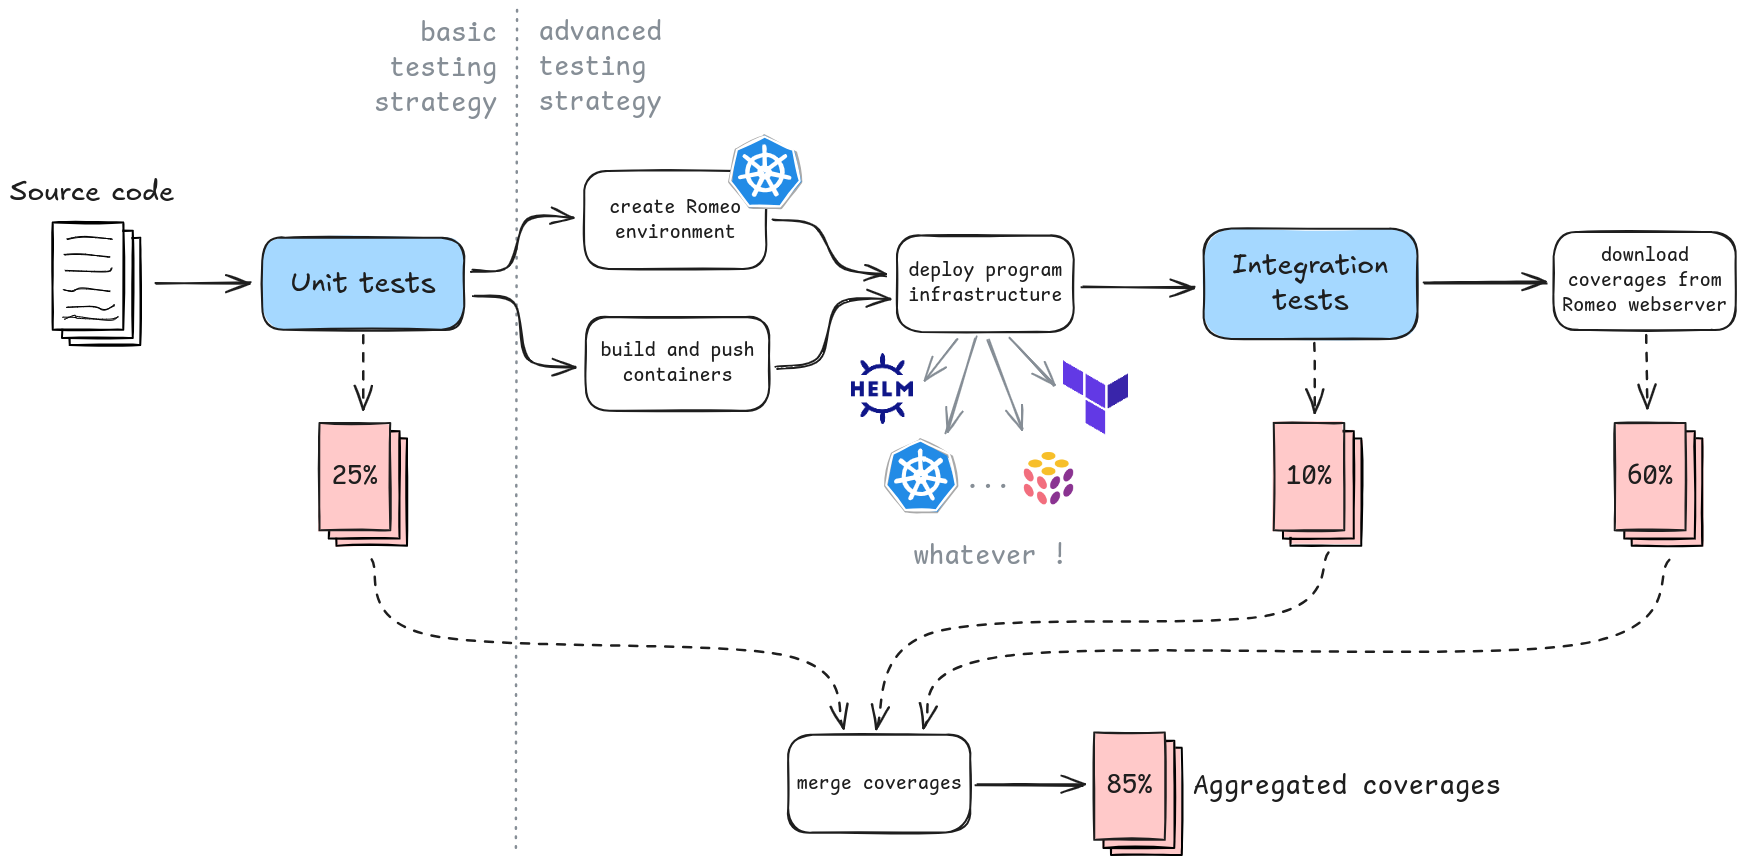 basic
testing
strategy
advanced
testing
strategy
Source code
Unit tests
create Romeo
environment
build and push
containers
deploy program
infrastructure
Integration
tests
download
coverages from
Romeo webserver
HELM
...
whatever !
25%
10%
60%
merge coverages
85%
Aggregated coverages